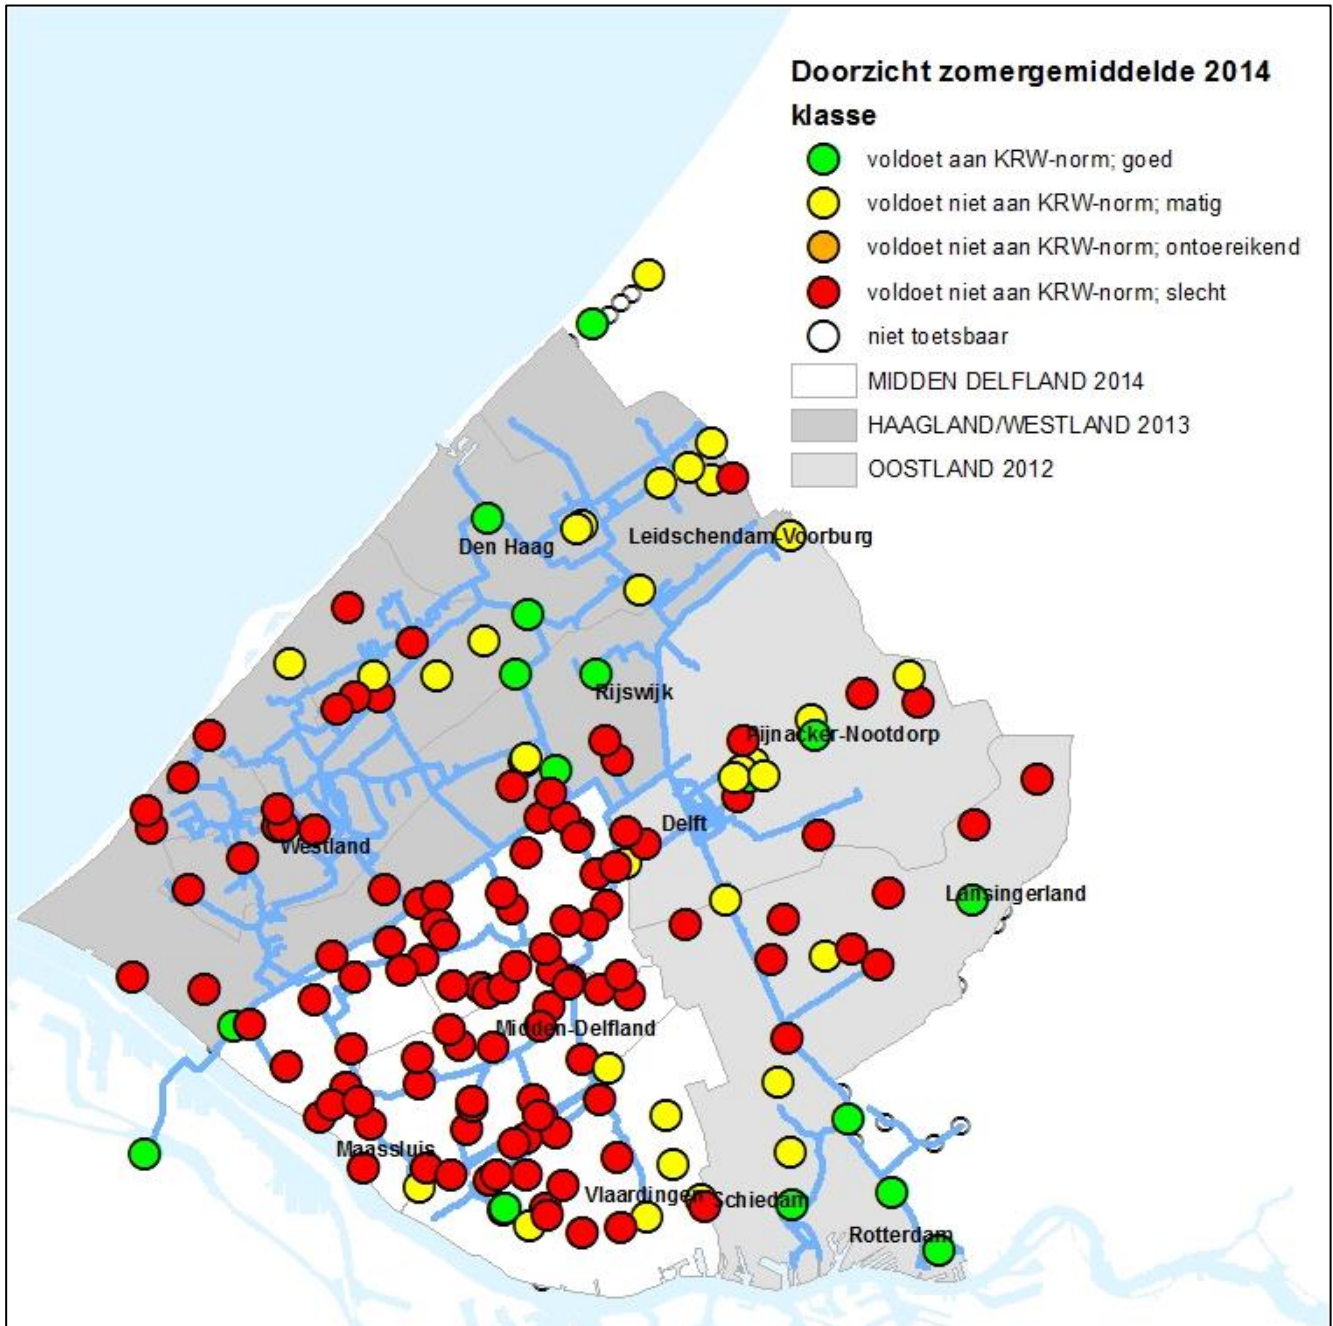 Doorzicht zomergemiddelde 2014
klasse
voldoet aan KRW-norm; goed
voldoet niet aan KRW-norm; matig
voldoet niet aan KRW-norm; ontoereikend
voldoet niet aan KRW-norm; slecht
niet toetsbaar
MIDDEN DELFLAND 2014
HAAGLAND/WESTLAND 2013
OOSTLAND 2012
Leidschendam-Voorburg
Den Haag
Rijswijk
Pijnacker-Nootdorp
Delft
Westland
Lansingerland
Midden-Delfland
Maassluis
Vlaardingen
Schiedam
Rotterdam